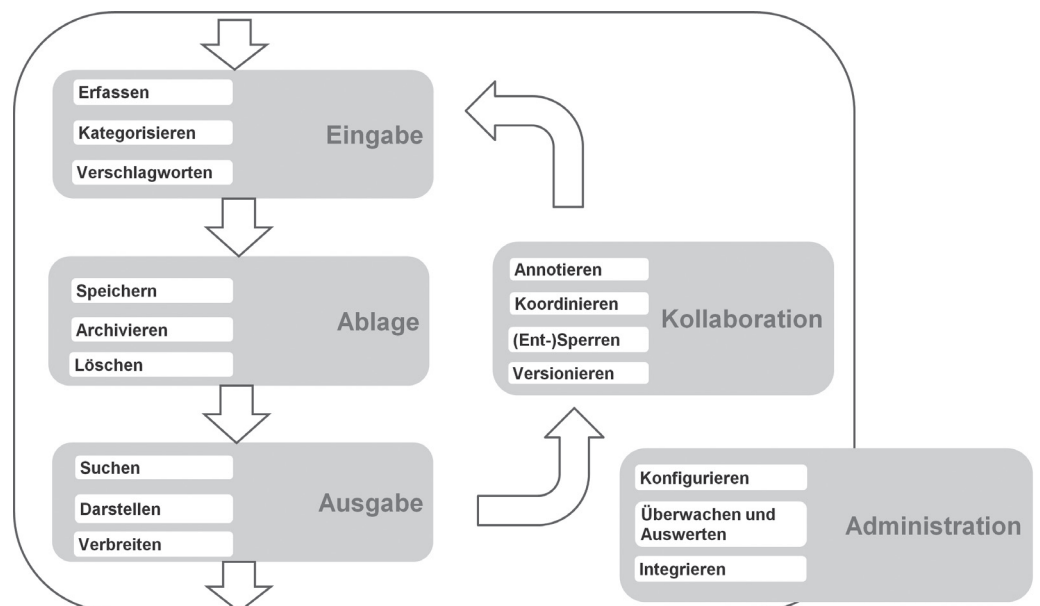 Erfassen
Kategorisieren
Verschlagworten
Eingabe
Speichern
Archivieren
Löschen
Ablage
Suchen
Darstellen
Verbreiten
Ausgabe
Annotieren
Koordinieren
(Ent-)Sperren
Versionieren
Kollaboration
Konfigurieren
Überwachen und
Auswerten
Integrieren
Administration